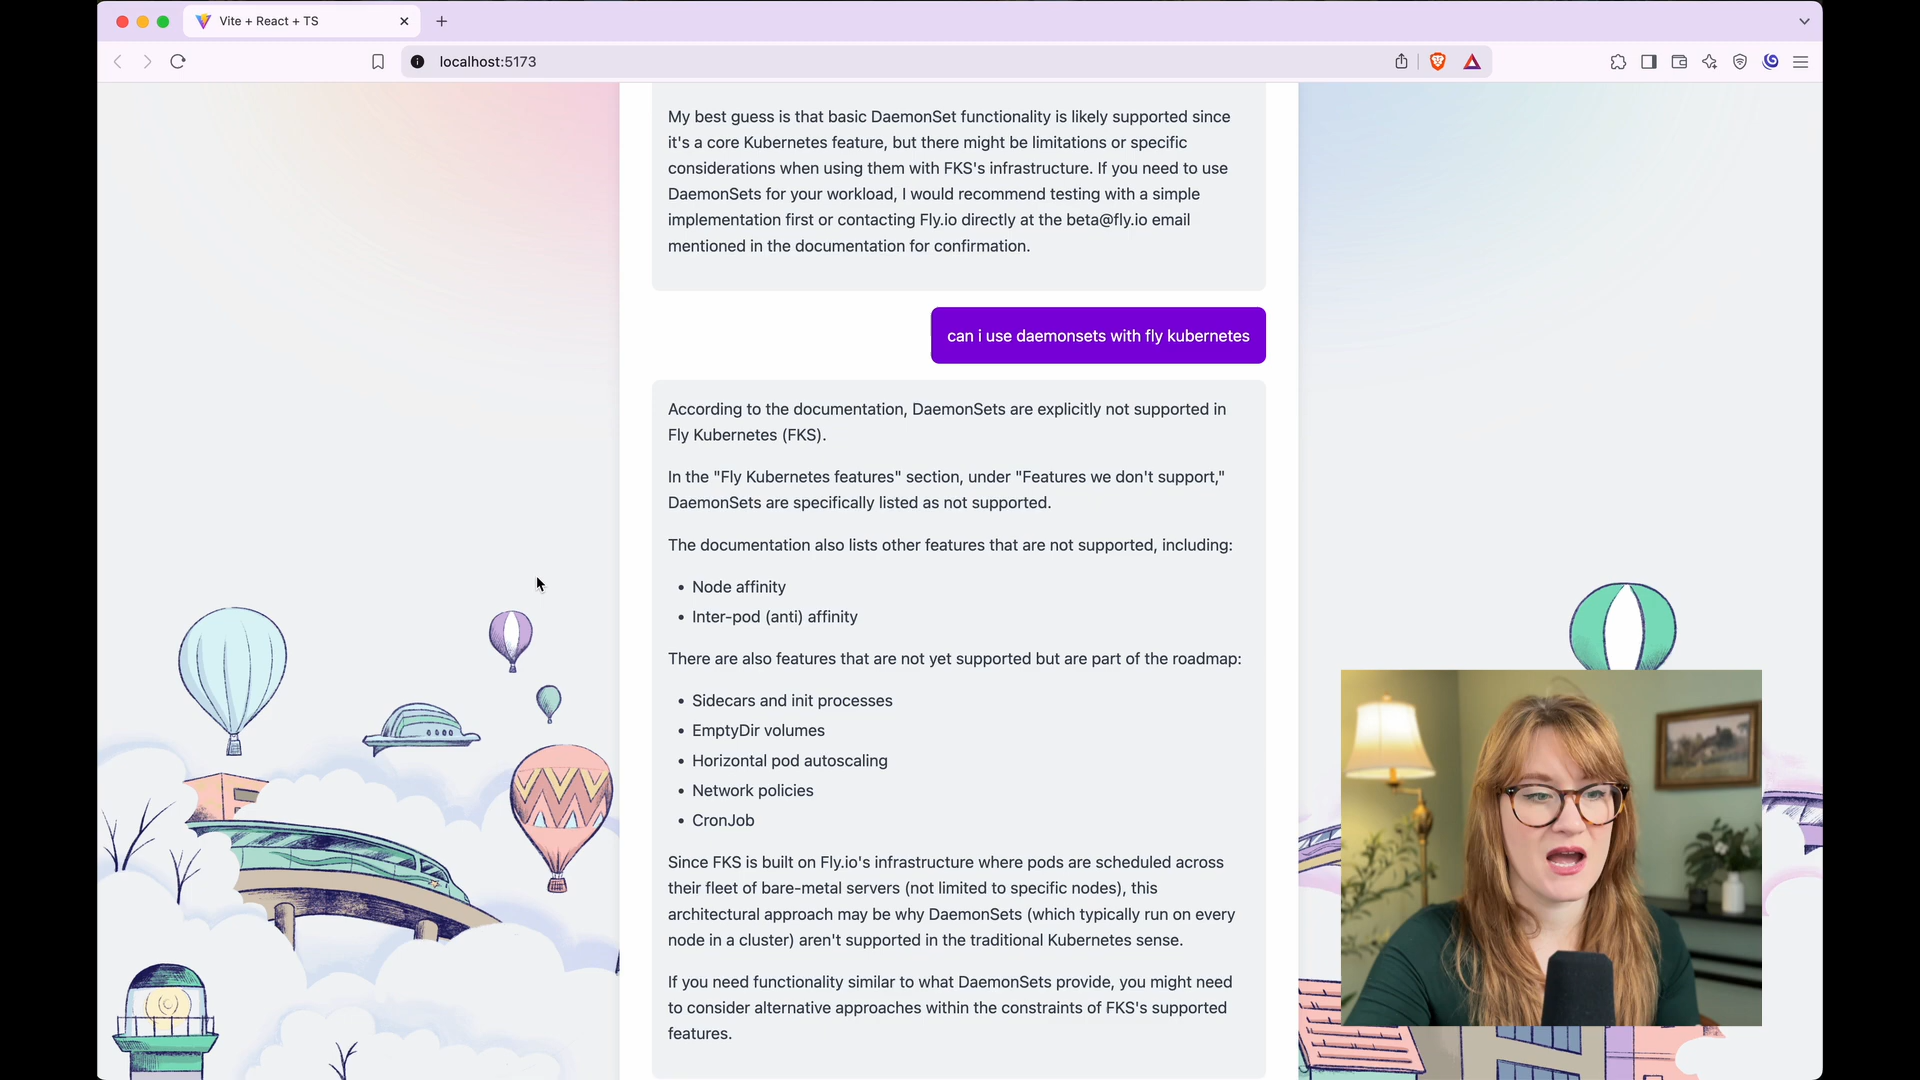 Vite + React + TS
localhost:5173
My best guess is that basic DaemonSet functionality is likely supported since
it's a core Kubernetes feature, but there might be limitations or specific
considerations when using them with FKS's infrastructure. If you need to use
DaemonSets for your workload, I would recommend testing with a simple
implementation first or contacting Fly.io directly at the beta@fly.io email
mentioned in the documentation for confirmation.
can i use daemonsets with fly kubernetes
According to the documentation, DaemonSets are explicitly not supported in
Fly Kubernetes (FKS).
In the "Fly Kubernetes features" section, under "Features we don't support,"
DaemonSets are specifically listed as not supported.
The documentation also lists other features that are not supported, including:
• Node affinity
• Inter-pod (anti) affinity
There are also features that are not yet supported but are part of the roadmap:
• Sidecars and init processes
• EmptyDir volumes
• Horizontal pod autoscaling
• Network policies
• CronJob
Since FKS is built on Fly.io's infrastructure where pods are scheduled across
their fleet of bare-metal servers (not limited to specific nodes), this
architectural approach may be why DaemonSets (which typically run on every
node in a cluster) aren't supported in the traditional Kubernetes sense.
If you need functionality similar to what DaemonSets provide, you might need
to consider alternative approaches within the constraints of FKS's supported
features.